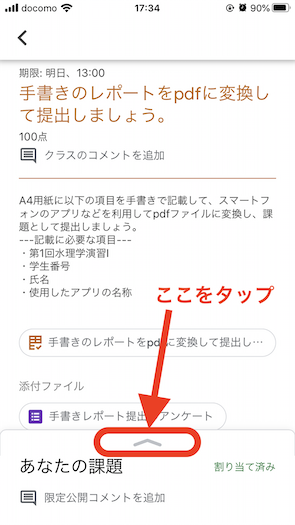 docomo 17:34 90%
期限: 明日、13:00
手書きのレポートをpdfに変換し
て提出しましょう。
100点
クラスのコメントを追加
A4用紙に以下の項目を手書きで記載して、スマートフ
ォンのアプリなどを利用してpdfファイルに変換し、課
題として提出しましょう。
---記載に必要な項目---
・第1回水理学演習I
・学生番号
・氏名
・使用したアプリの名称
ここをタップ
手書きのレポートをpdfに変換して提出し…
添付ファイル
手書きレポート提出 アンケート
あなたの課題 割り当て済み
限定公開コメントを追加